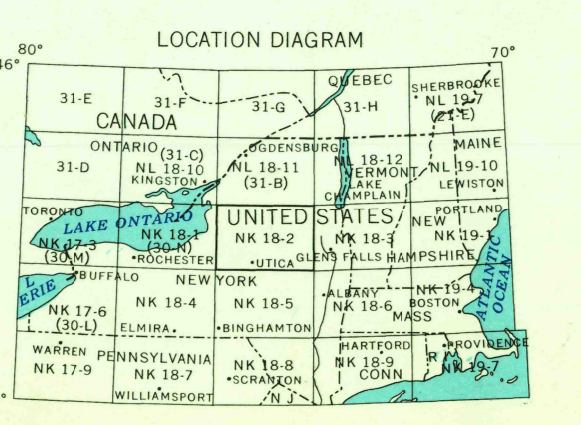 LOCATION DIAGRAM
80°
70°
46°
QUEBEC
31-E
31-F
31-G
31-H
SHERBROOKE
NL 19-7
(21-E)
CANADA
ONTARIO
(31-C)
OGDENSBURG
MAINE
31-D
NL 18-10
NL 18-11
NL 18-12
NL 19-10
KINGSTON
(31-B)
VERMONT
LAKE
CHAMPLAIN
LEWISTON
TORONTO
LAKE ONTARIO
UNITED STATES
NEW
PORTLAND
NK 17-3
NK 18-1
NK 18-2
NK 18-3
NK 19-1
(30-M)
(30-N)
ROCHESTER
UTICA
GLENS FALLS
HAMPSHIRE
ATLANTIC
OCEAN
L
ERIE
BUFFALO
NEW YORK
NK 17-6
NK 18-4
NK 18-5
ALBANY
NK 18-6
NK 19-4
BOSTON
(30-L)
ELMIRA
BINGHAMTON
MASS
WARREN
PENNSYLVANIA
HARTFORD
PROVIDENCE
NK 17-9
NK 18-7
NK 18-8
NK 18-9
R I
NK 19-7
WILLIAMSPORT
SCRANTON
N J
CONN